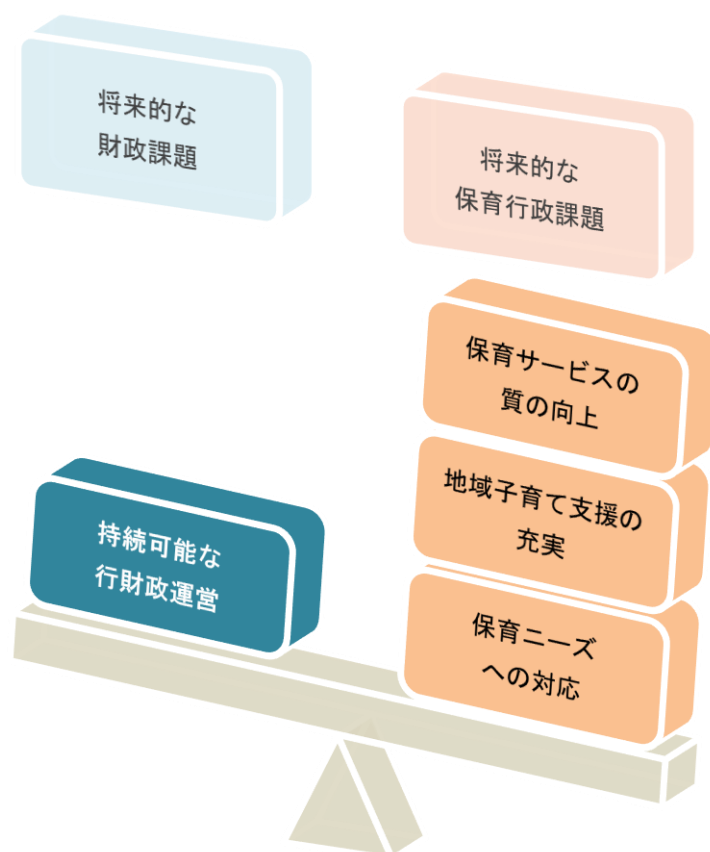 将来的な
財政課題
将来的な
保育行政課題
保育サービスの
質の向上
地域子育て支援の
充実
持続可能な
行財政運営
保育ニーズ
への対応